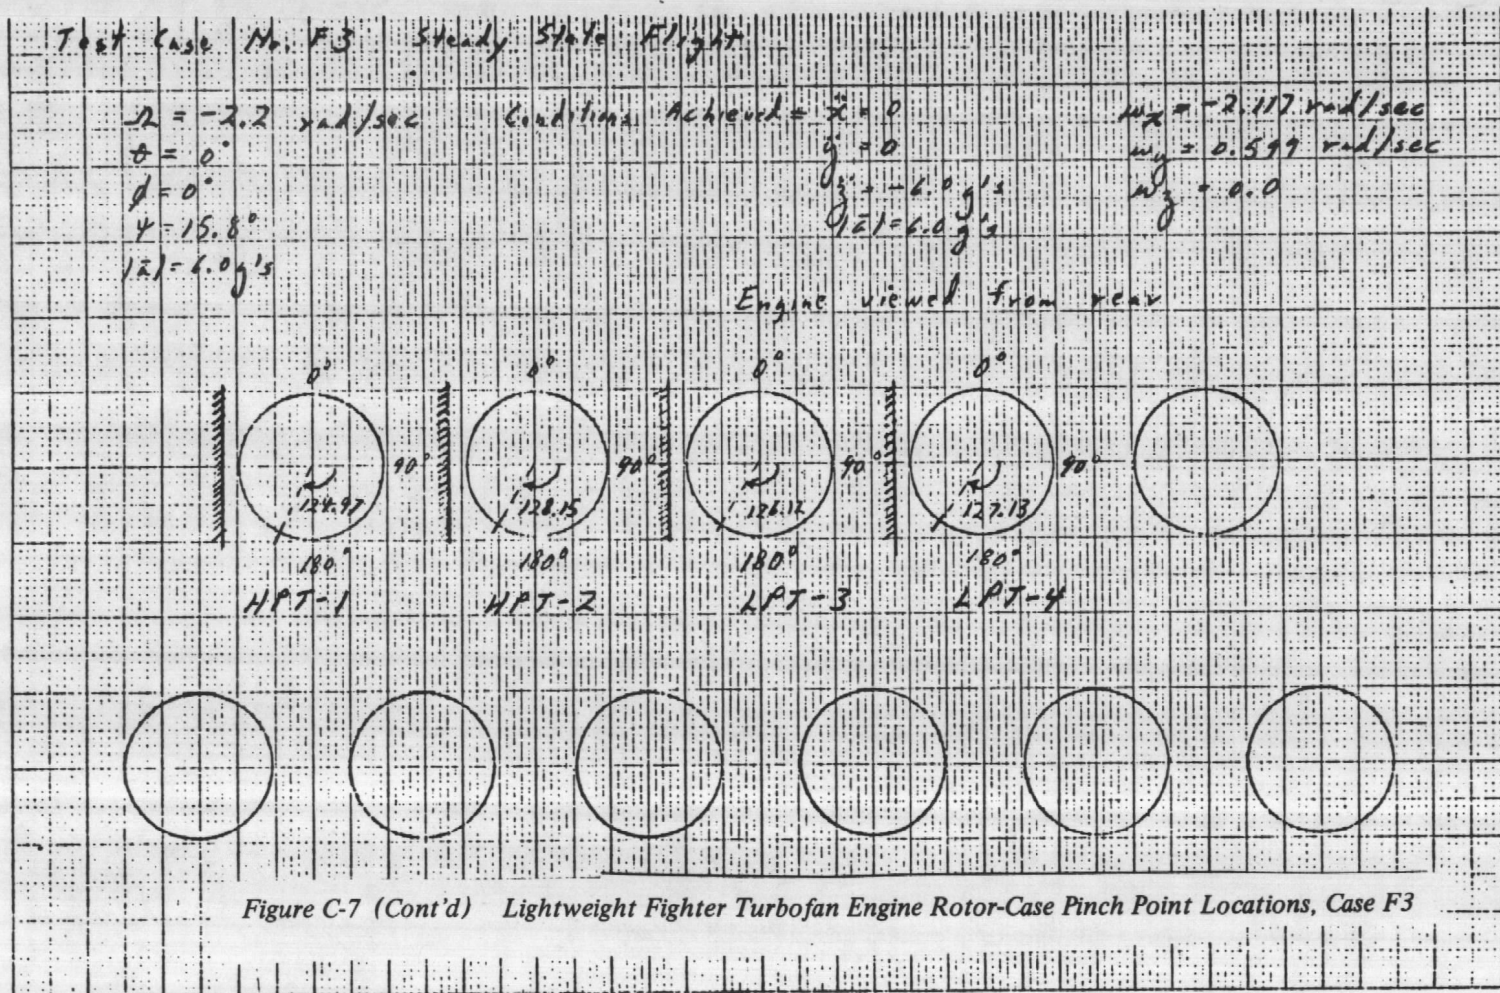 Test Case No. F3 Steady State Flight
Ω = -2.2 rad/sec Conditions Achieved = ẍ = 0 ωx = -2.117 rad/sec
θ = 0° ÿ = 0 ωy = 0.599 rad/sec
ϕ = 0° z̈ = -6.0 g's ωz = 0.0
ψ = 15.8° |ā| = 6.0 g's
|ā| = 6.0 g's
Engine viewed from rear
0° 0° 0° 0°
90° 90° 90° 90°
124.97 128.15 126.12 127.13
180° 180° 180° 180°
HPT-1 HPT-2 LPT-3 LPT-4
Figure C-7 (Cont'd) Lightweight Fighter Turbofan Engine Rotor-Case Pinch Point Locations, Case F3